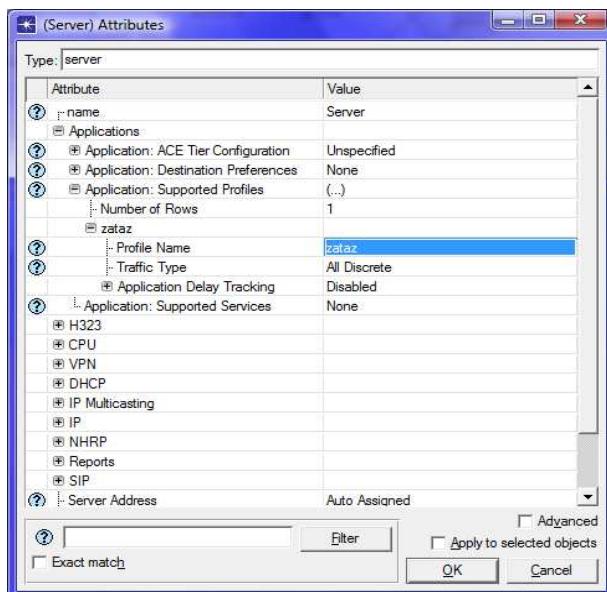 (Server) Attributes
Type: server
Attribute Value
name Server
Applications
Application: ACE Tier Configuration Unspecified
Application: Destination Preferences None
Application: Supported Profiles (...)
Number of Rows 1
zataz
Profile Name zataz
Traffic Type All Discrete
Application Delay Tracking Disabled
Application: Supported Services None
H323
CPU
VPN
DHCP
IP Multicasting
IP
NHRP
Reports
SIP
Server Address Auto Assigned
Advanced
Filter
Apply to selected objects
Exact match
OK Cancel